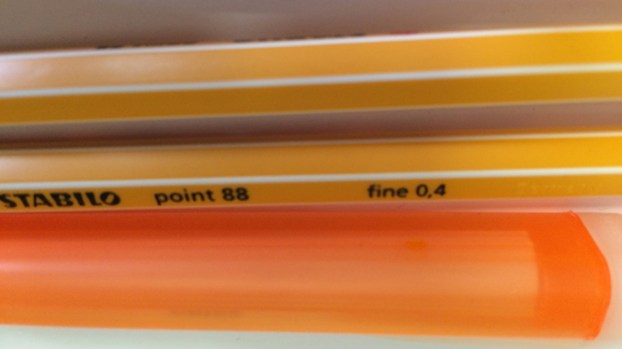 STABILO point 88 fine 0,4